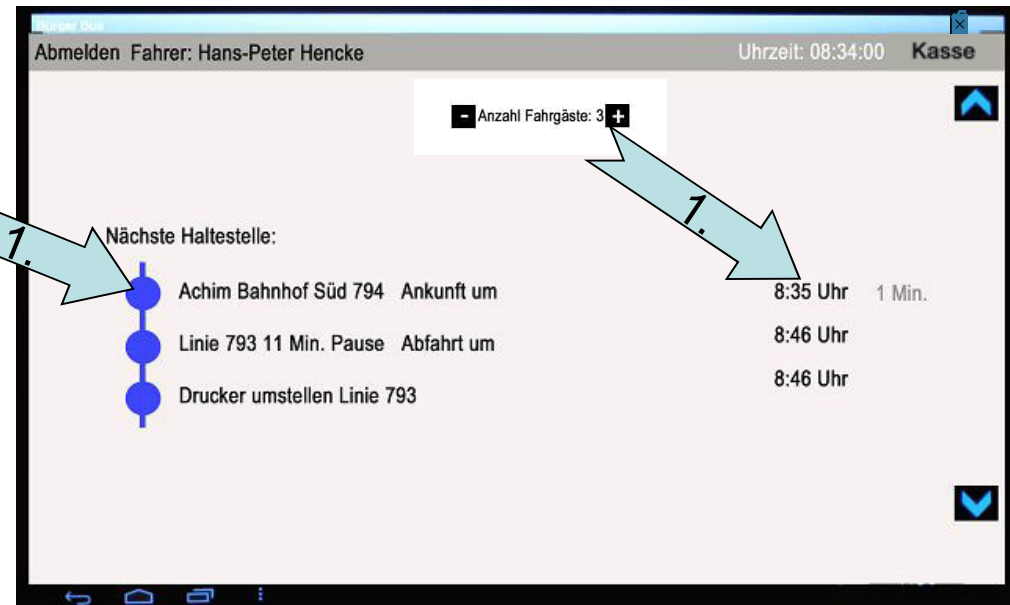 Bürger Bus
Abmelden Fahrer: Hans-Peter Hencke Uhrzeit: 08:34:00 Kasse
- Anzahl Fahrgäste: 3 +
1.
1.
Nächste Haltestelle:
Achim Bahnhof Süd 794 Ankunft um 8:35 Uhr 1 Min.
Linie 793 11 Min. Pause Abfahrt um 8:46 Uhr
Drucker umstellen Linie 793 8:46 Uhr